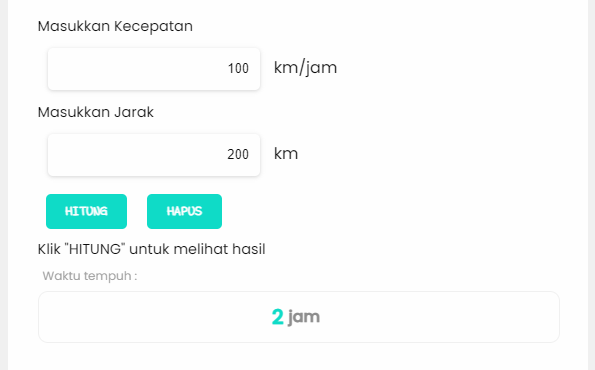 Masukkan Kecepatan
100 km/jam
Masukkan Jarak
200 km
HITUNG HAPUS
Klik "HITUNG" untuk melihat hasil
Waktu tempuh :
2 jam